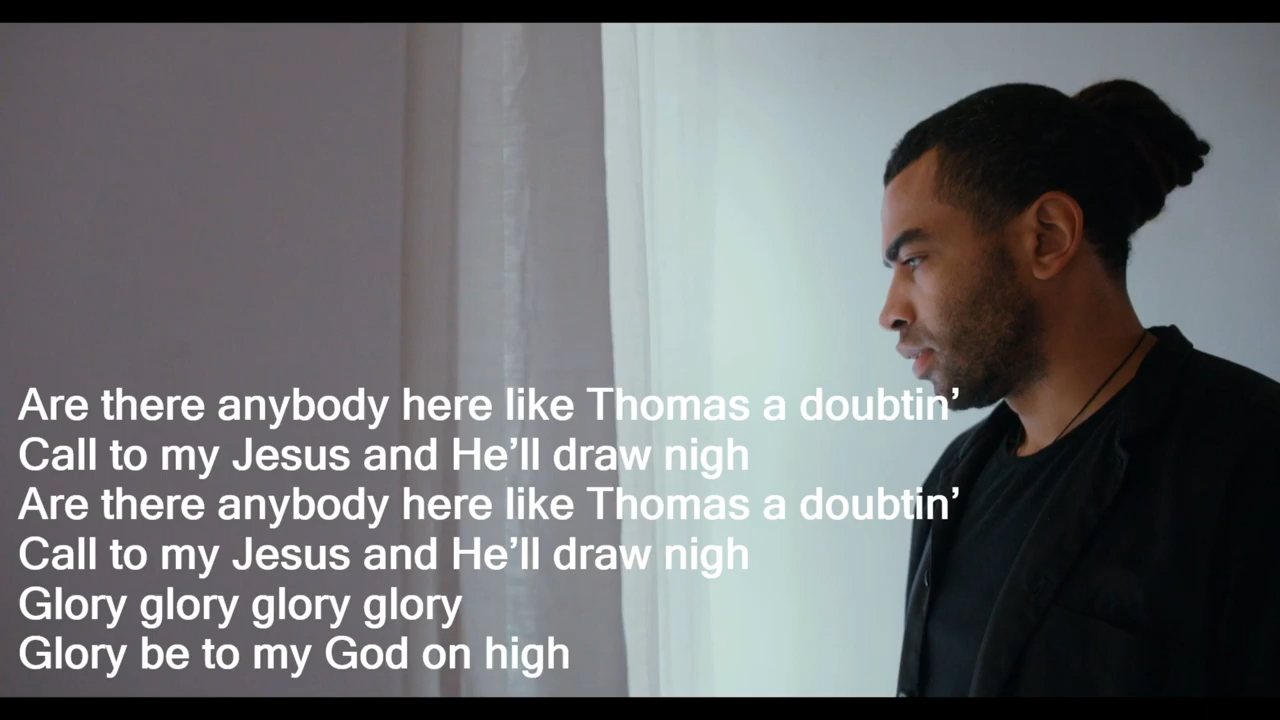 Are there anybody here like Thomas a doubtin’
Call to my Jesus and He’ll draw nigh
Are there anybody here like Thomas a doubtin’
Call to my Jesus and He’ll draw nigh
Glory glory glory glory
Glory be to my God on high